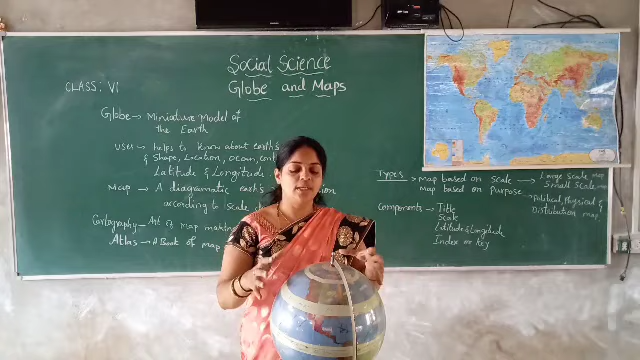 Social Science
CLASS: VI
Globe and Maps
Globe → Miniature Model of
the Earth
uses → helps to know about earth's
& Shape, Location, ocean,
Latitude & Longitude
Map → A diagramatic earth's
according to scale
Cartography → Art of map
Atlas → A Book of map
Types → Map based on Scale → Large Scale map
Small Scale map
Map based on Purpose
Political, Physical &
Distribution map
Components → Title
Scale
Latitude & Longitude
Index or Key